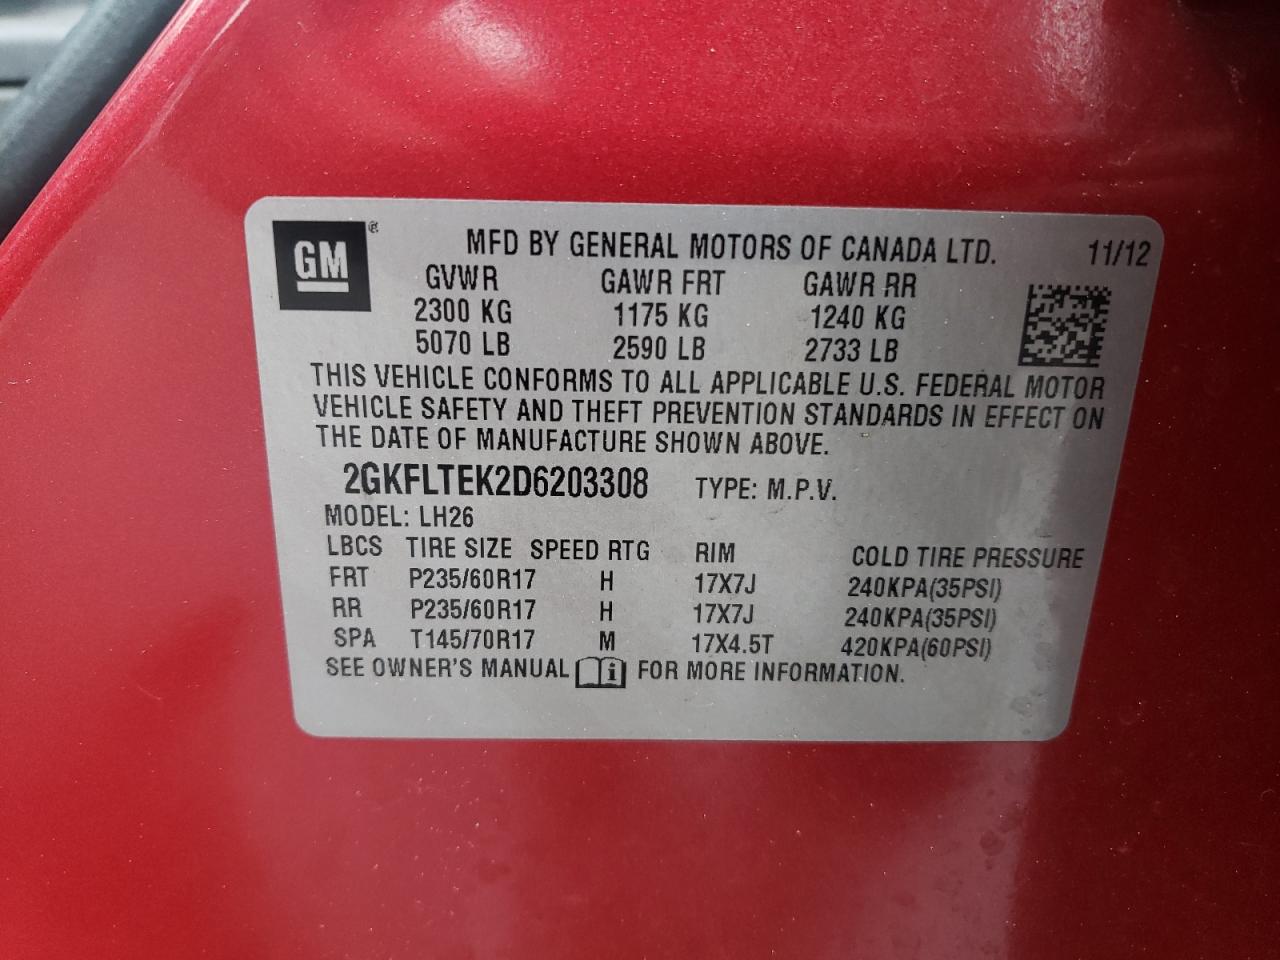 GM ® MFD BY GENERAL MOTORS OF CANADA LTD. 11/12
GVWR GAWR FRT GAWR RR
2300 KG 1175 KG 1240 KG
5070 LB 2590 LB 2733 LB
THIS VEHICLE CONFORMS TO ALL APPLICABLE U.S. FEDERAL MOTOR
VEHICLE SAFETY AND THEFT PREVENTION STANDARDS IN EFFECT ON
THE DATE OF MANUFACTURE SHOWN ABOVE.
2GKFLTEK2D6203308 TYPE: M.P.V.
MODEL: LH26
LBCS TIRE SIZE SPEED RTG RIM COLD TIRE PRESSURE
FRT P235/60R17 H 17X7J 240KPA(35PSI)
RR P235/60R17 H 17X7J 240KPA(35PSI)
SPA T145/70R17 M 17X4.5T 420KPA(60PSI)
SEE OWNER'S MANUAL i FOR MORE INFORMATION.